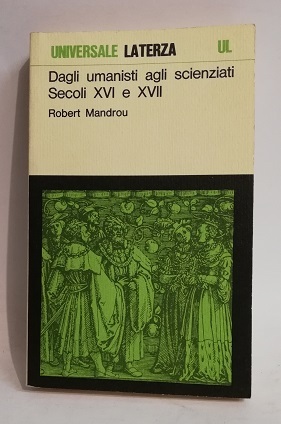 UNIVERSALE LATERZA UL
Dagli umanisti agli scienziati
Secoli XVI e XVII
Robert Mandrou